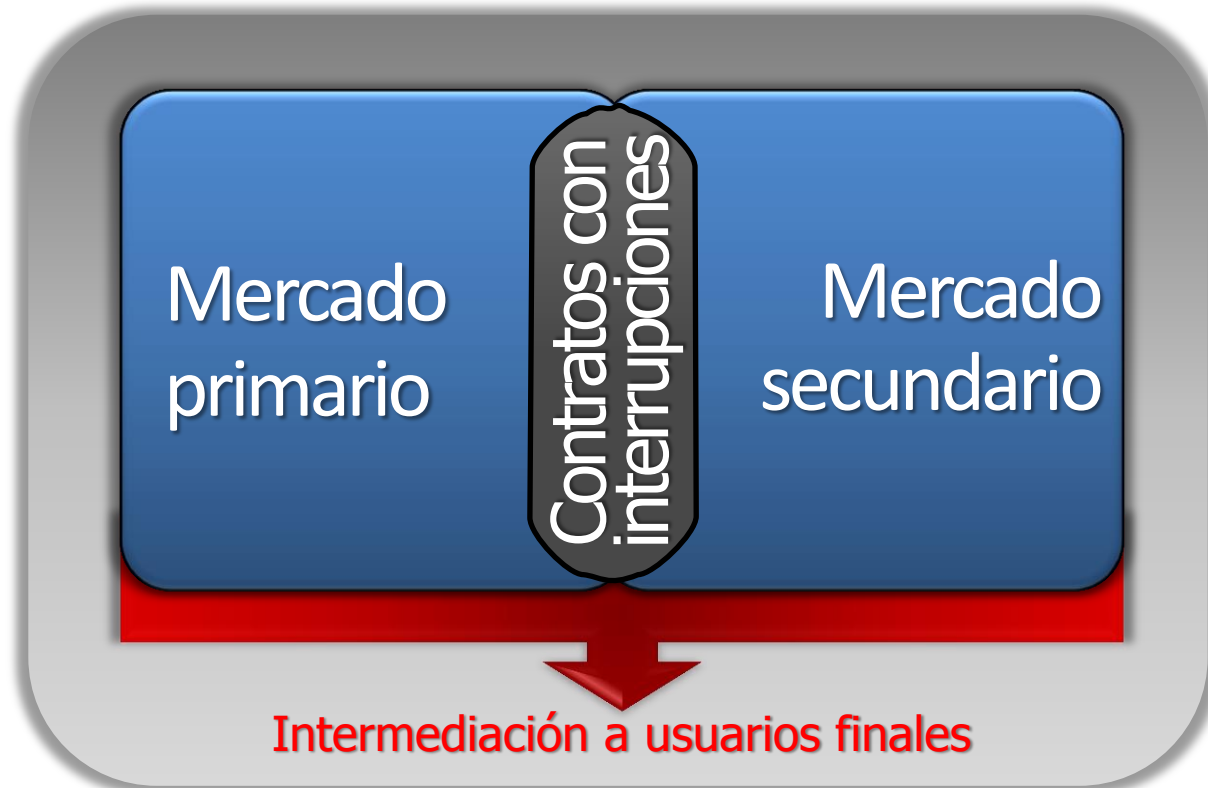 Mercado
primario
Contratos con
interrupciones
Mercado
secundario
Intermediación a usuarios finales